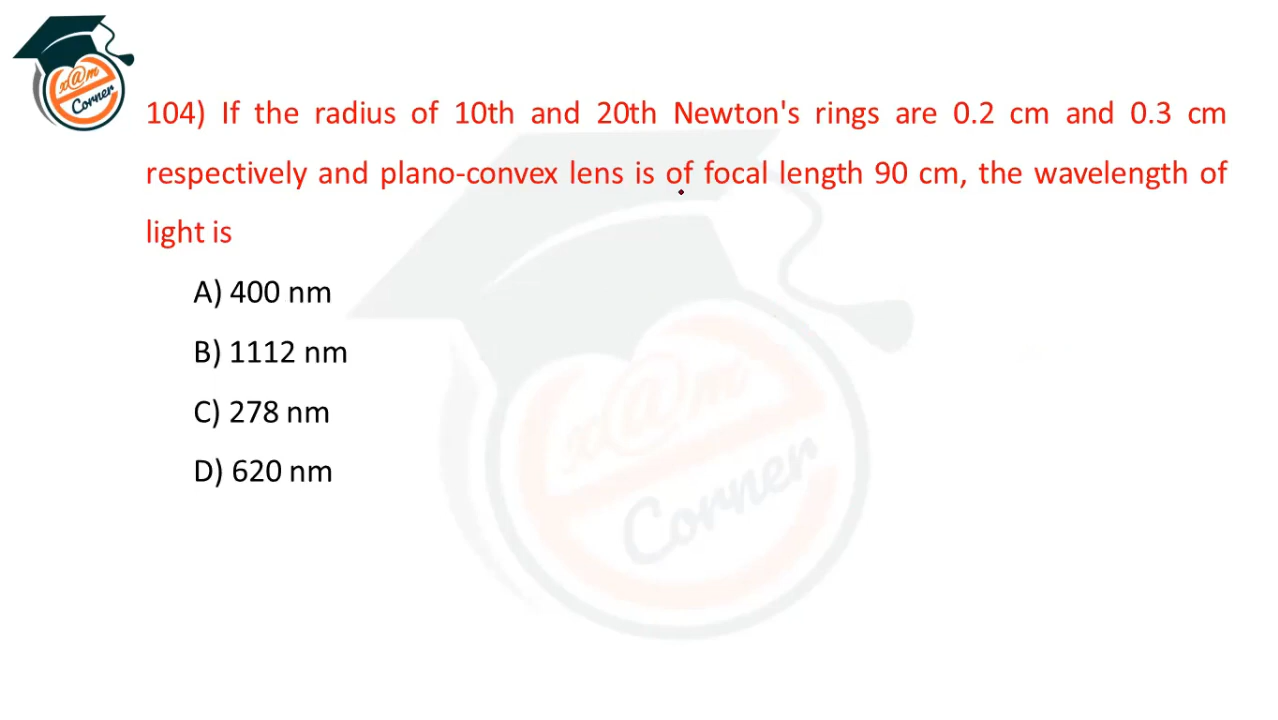 x@m
Corner
104) If the radius of 10th and 20th Newton's rings are 0.2 cm and 0.3 cm
respectively and plano-convex lens is of focal length 90 cm, the wavelength of
light is
A) 400 nm
B) 1112 nm
C) 278 nm
D) 620 nm
x@m
Corner